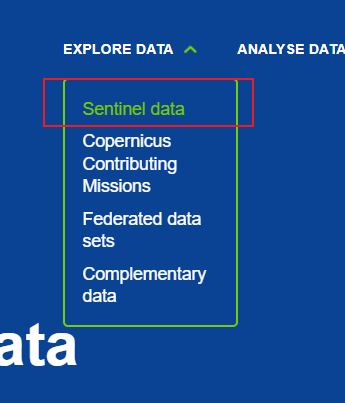 EXPLORE DATA
ANALYSE DATA
Sentinel data
Copernicus
Contributing
Missions
Federated data
sets
Complementary
data
ata